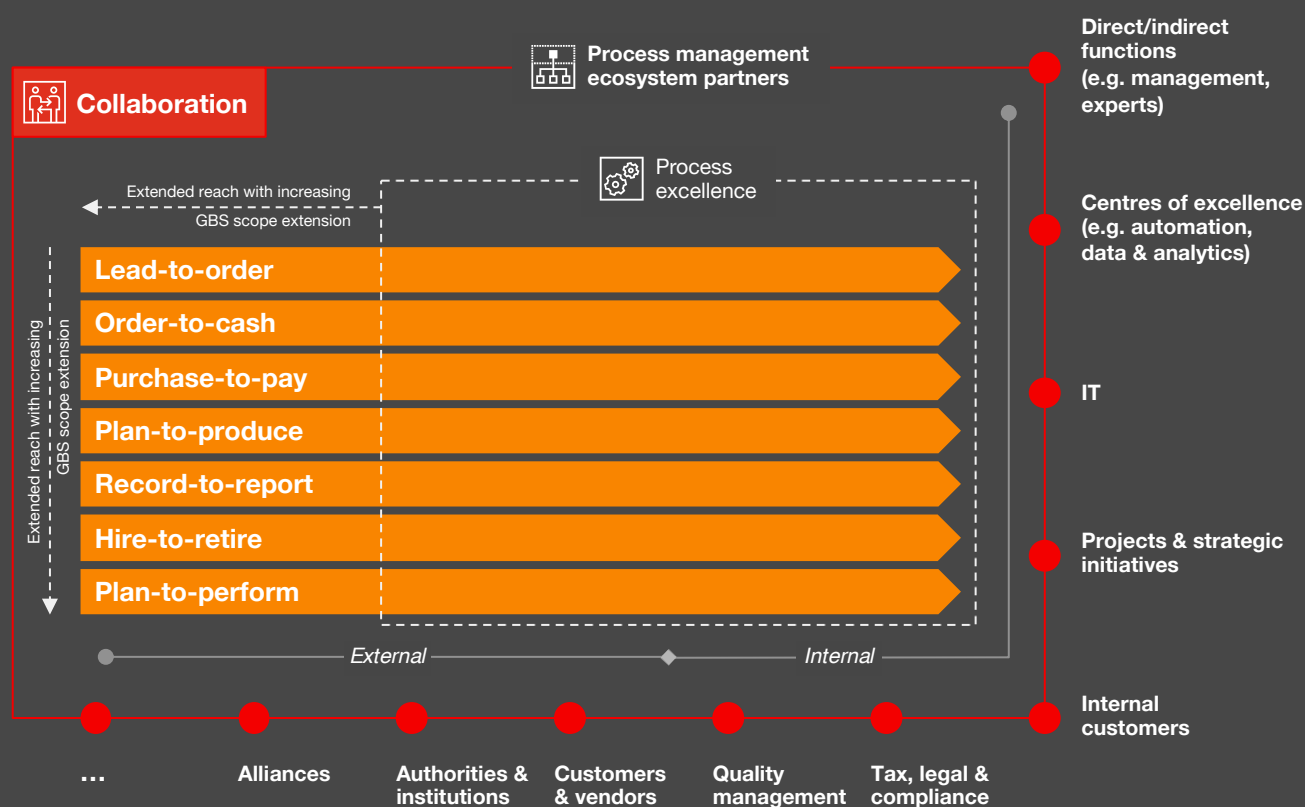 Process management
ecosystem partners
Direct/indirect
functions
(e.g. management,
experts)
Collaboration
Process
excellence
Extended reach with increasing
GBS scope extension
Centres of excellence
(e.g. automation,
data & analytics)
Extended reach with increasing
GBS scope extension
Lead-to-order
Order-to-cash
Purchase-to-pay
Plan-to-produce
Record-to-report
Hire-to-retire
Plan-to-perform
IT
Projects & strategic
initiatives
External
Internal
Internal
customers
...
Alliances
Authorities &
institutions
Customers
& vendors
Quality
management
Tax, legal &
compliance